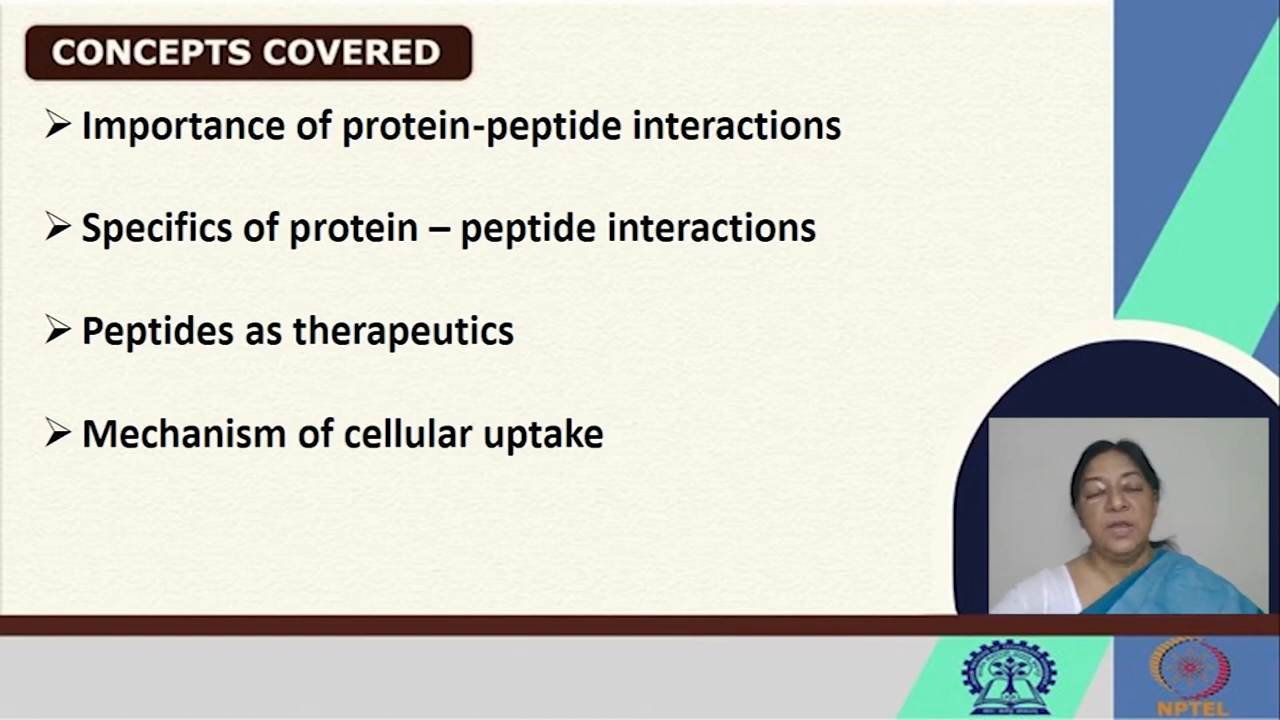 CONCEPTS COVERED
➢ Importance of protein-peptide interactions
➢ Specifics of protein – peptide interactions
➢ Peptides as therapeutics
➢ Mechanism of cellular uptake
NPTEL